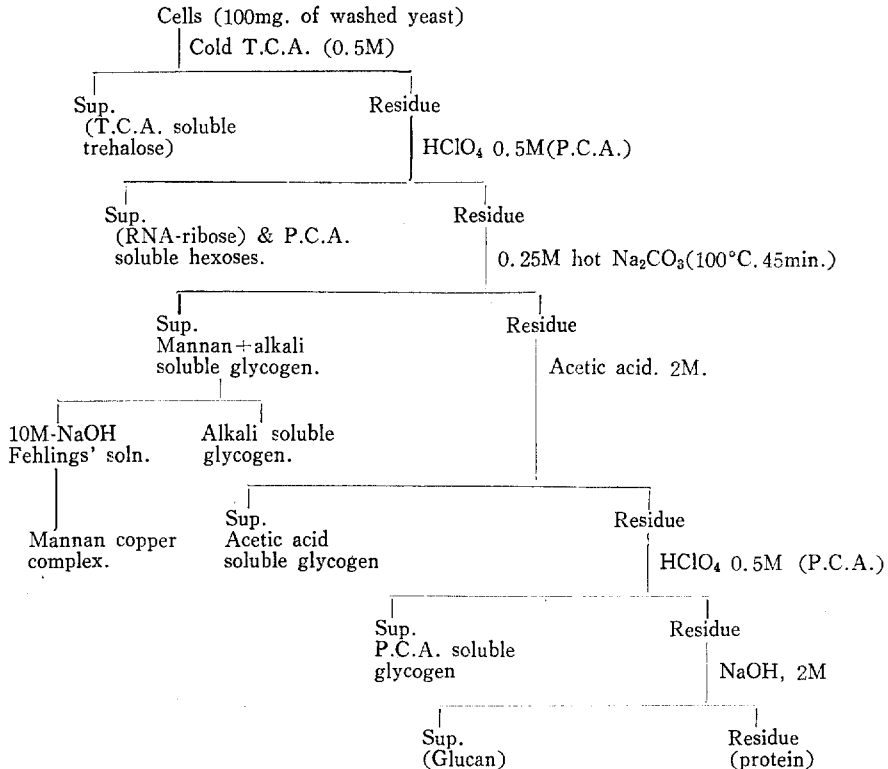 Cells (100mg. of washed yeast)
Cold T.C.A. (0.5M)
Sup.
(T.C.A. soluble
trehalose)
Residue
HClO₄ 0.5M(P.C.A.)
Sup.
(RNA-ribose) & P.C.A.
soluble hexoses.
Residue
0.25M hot Na₂CO₃(100°C. 45min.)
Sup.
Mannan+alkali
soluble glycogen.
Residue
Acetic acid. 2M.
10M-NaOH
Fehlings' soln.
Alkali soluble
glycogen.
Mannan copper
complex.
Sup.
Acetic acid
soluble glycogen
Residue
HClO₄ 0.5M (P.C.A.)
Sup.
P.C.A. soluble
glycogen
Residue
NaOH, 2M
Sup.
(Glucan)
Residue
(protein)